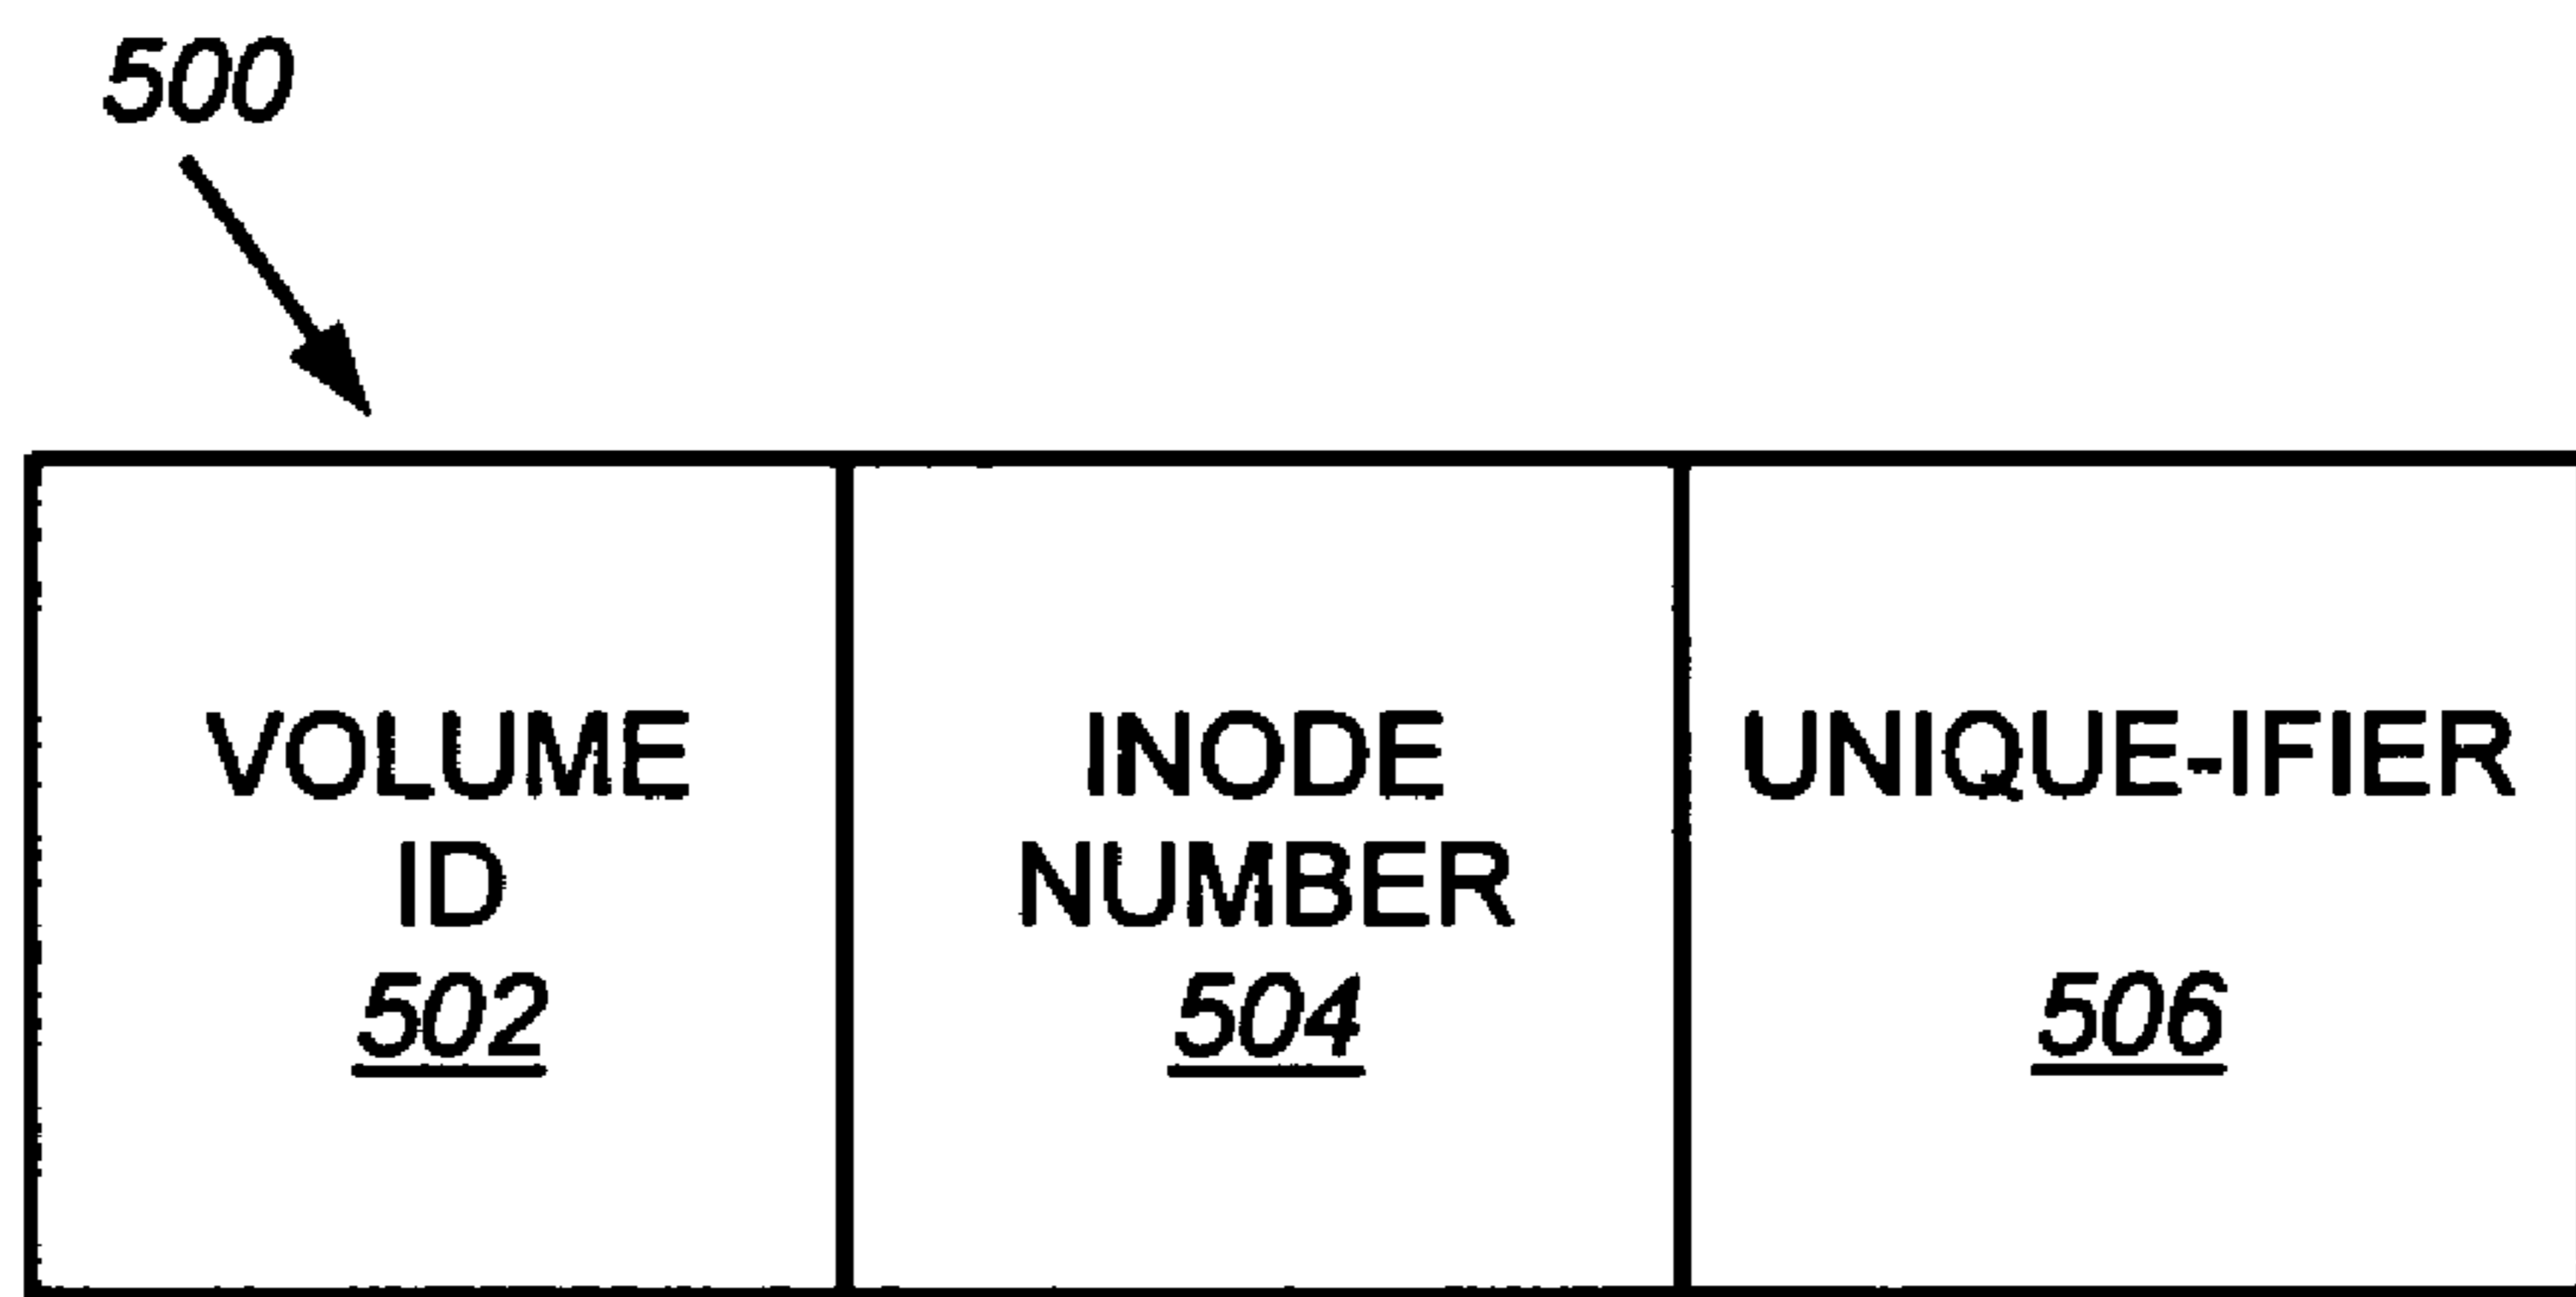 500
VOLUME
ID
502
INODE
NUMBER
504
UNIQUE-IFIER
506